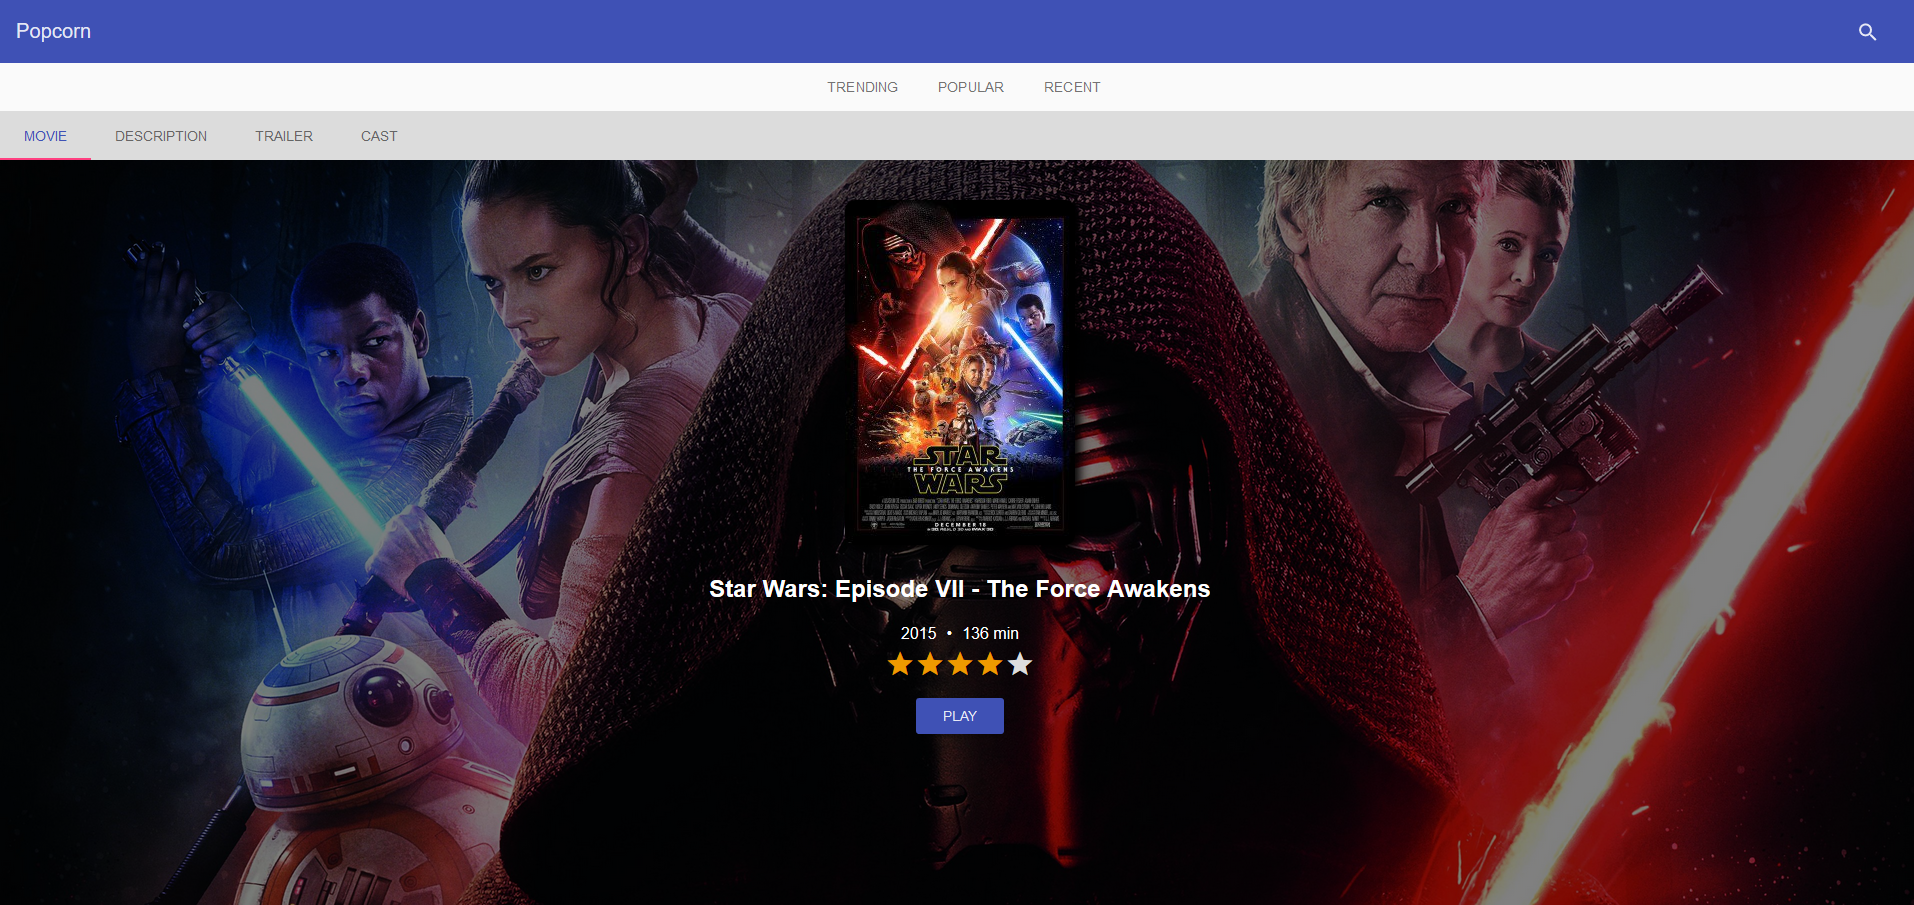 Popcorn
TRENDING POPULAR RECENT
MOVIE DESCRIPTION TRAILER CAST
STAR
THE FORCE AWAKENS
WARS
DECEMBER 18
Star Wars: Episode VII - The Force Awakens
2015 • 136 min
PLAY